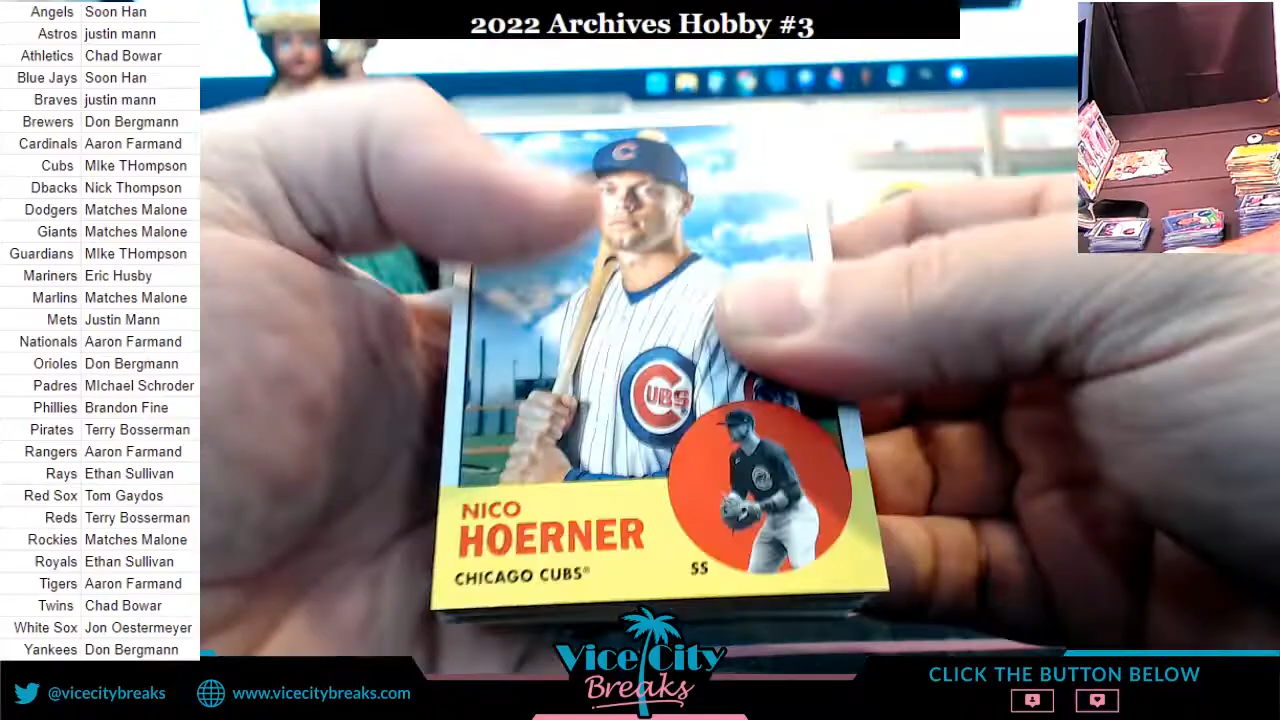 2022 Archives Hobby #3
Angels Soon Han
Astros justin mann
Athletics Chad Bowar
Blue Jays Soon Han
Braves justin mann
Brewers Don Bergmann
Cardinals Aaron Farmand
Cubs MIke THompson
Dbacks Nick Thompson
Dodgers Matches Malone
Giants Matches Malone
Guardians MIke THompson
Mariners Eric Husby
Marlins Matches Malone
Mets Justin Mann
Nationals Aaron Farmand
Orioles Don Bergmann
Padres MIchael Schroder
Phillies Brandon Fine
Pirates Terry Bosserman
Rangers Aaron Farmand
Rays Ethan Sullivan
Red Sox Tom Gaydos
Reds Terry Bosserman
Rockies Matches Malone
Royals Ethan Sullivan
Tigers Aaron Farmand
Twins Chad Bowar
White Sox Jon Oestermeyer
Yankees Don Bergmann
C
CUBS
NICO
HOERNER
CHICAGO CUBS® SS
Vice City
Breaks
@vicecitybreaks
www.vicecitybreaks.com
CLICK THE BUTTON BELOW